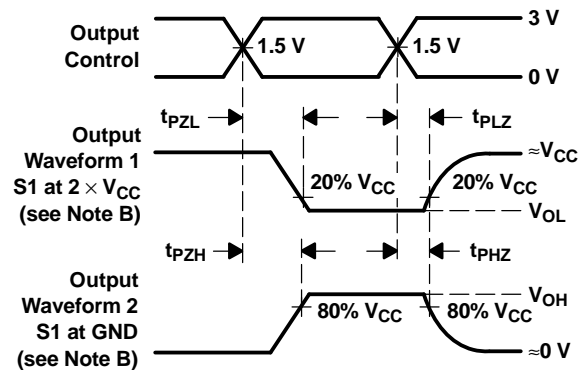 3 V
Output
Control
1.5 V
1.5 V
0 V
tPZL
tPLZ
Output
Waveform 1
S1 at 2 × VCC
(see Note B)
≈VCC
20% VCC
20% VCC
VOL
tPZH
tPHZ
Output
Waveform 2
S1 at GND
(see Note B)
VOH
80% VCC
80% VCC
≈0 V